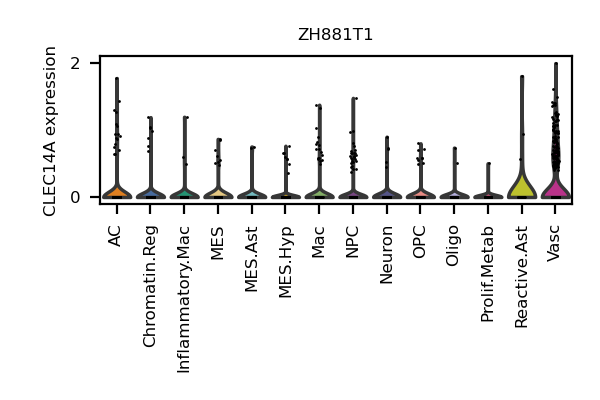 ZH881T1
CLEC14A expression
2
0
AC
Chromatin.Reg
Inflammatory.Mac
MES
MES.Ast
MES.Hyp
Mac
NPC
Neuron
OPC
Oligo
Prolif.Metab
Reactive.Ast
Vasc